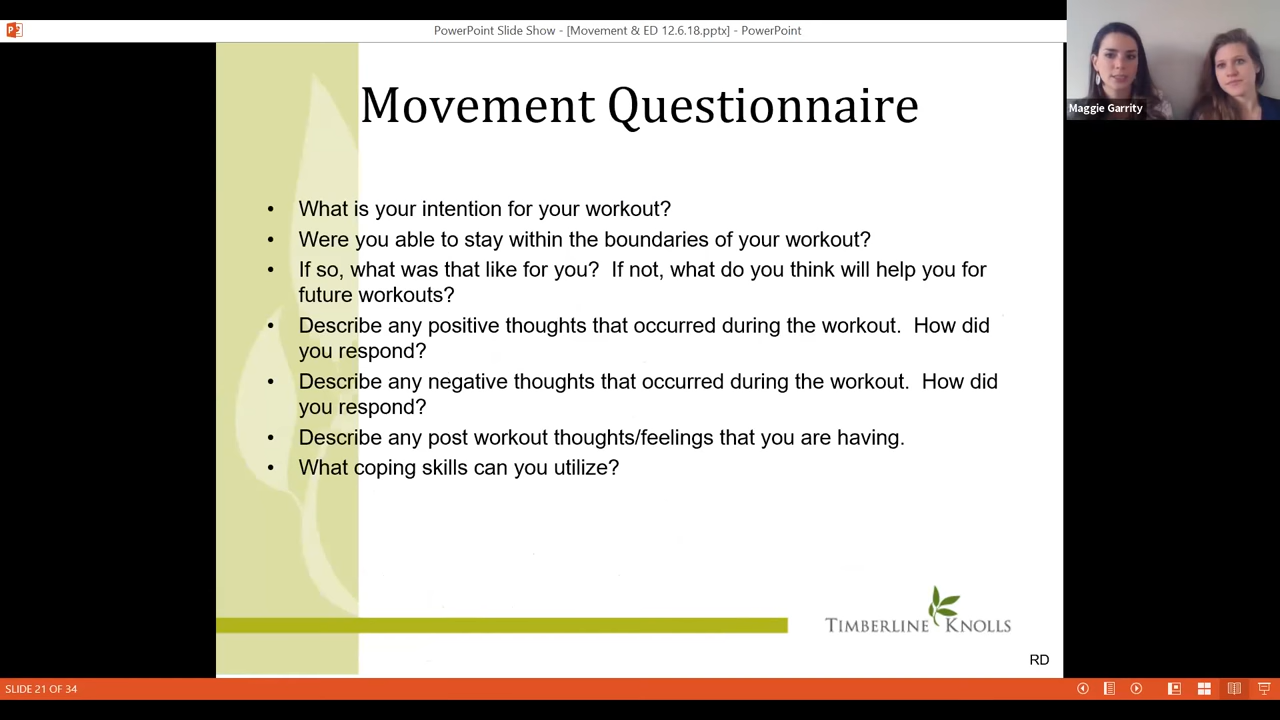 PowerPoint Slide Show - [Movement & ED 12.6.18.pptx] - PowerPoint
Maggie Garrity
Movement Questionnaire
• What is your intention for your workout?
• Were you able to stay within the boundaries of your workout?
• If so, what was that like for you?  If not, what do you think will help you for
future workouts?
• Describe any positive thoughts that occurred during the workout.  How did
you respond?
• Describe any negative thoughts that occurred during the workout.  How did
you respond?
• Describe any post workout thoughts/feelings that you are having.
• What coping skills can you utilize?
TIMBERLINE KNOLLS
RD
SLIDE 21 OF 34